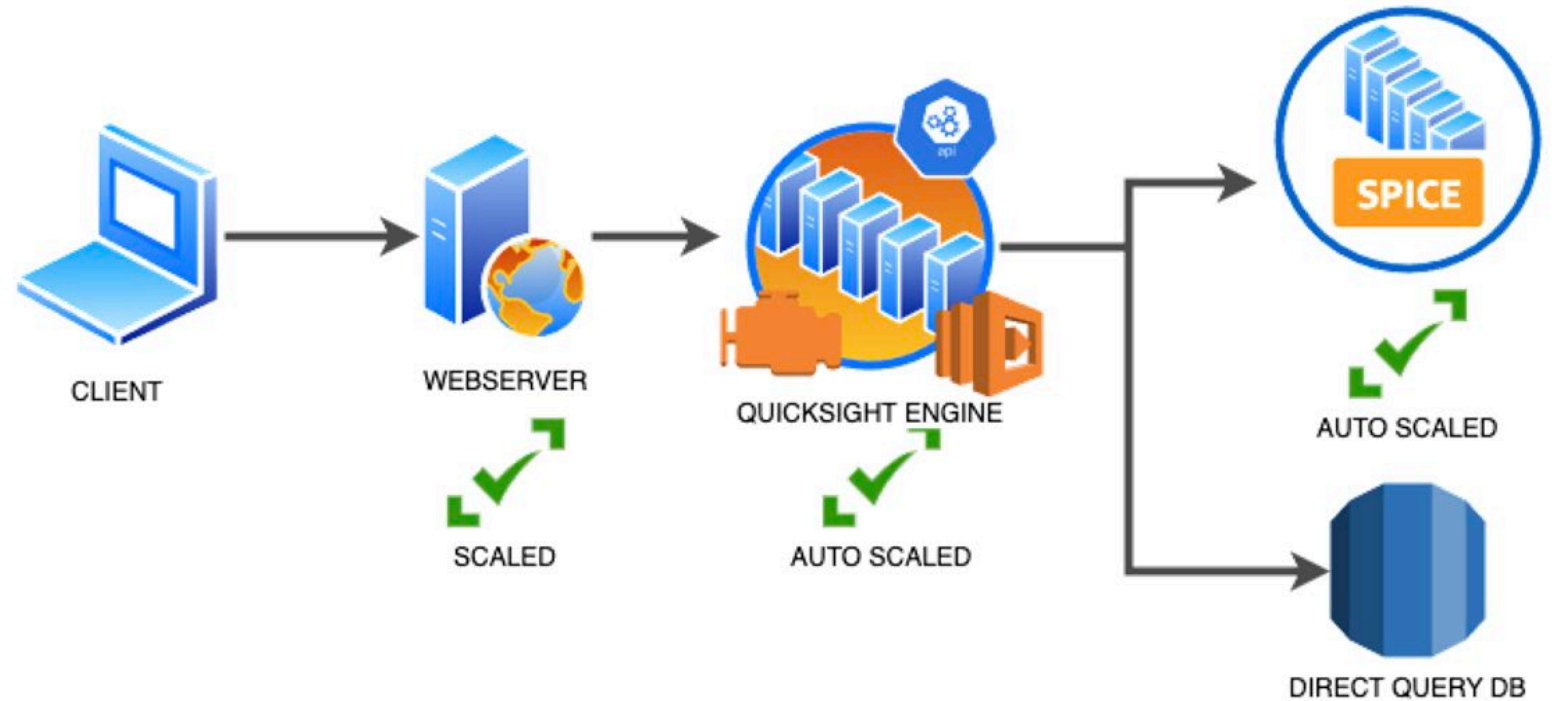 api
SPICE
CLIENT
WEBSERVER
QUICKSIGHT ENGINE
AUTO SCALED
SCALED
AUTO SCALED
DIRECT QUERY DB